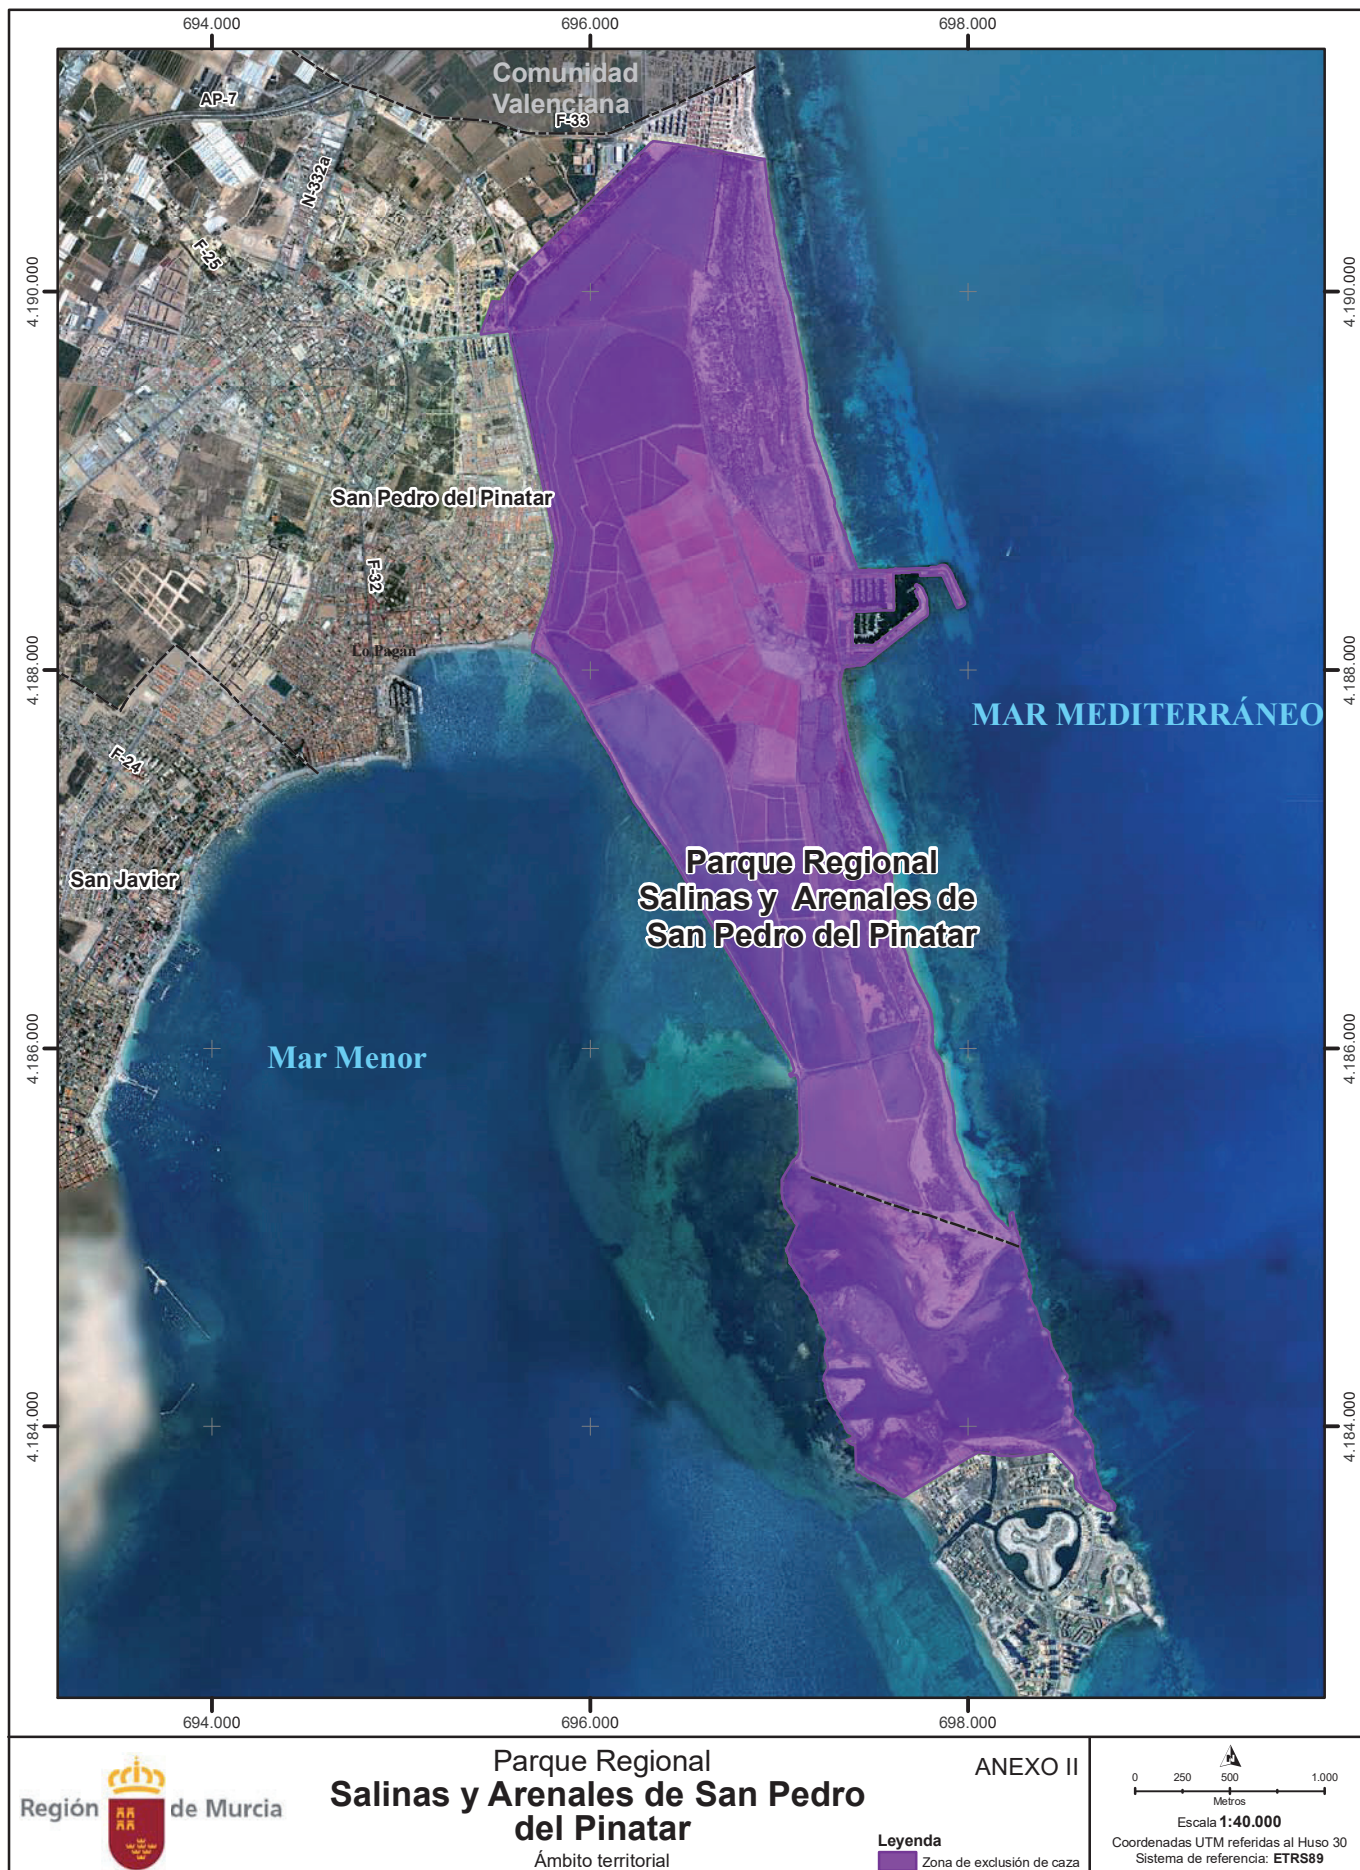 694.000
696.000
698.000
Comunidad
Valenciana
AP-7
F-33
N-332a
F-25
4.190.000
4.190.000
San Pedro del Pinatar
F-32
Lo Pagan
4.188.000
4.188.000
MAR MEDITERRÁNEO
F-24
San Javier
Parque Regional
Salinas y Arenales de
San Pedro del Pinatar
4.186.000
4.186.000
Mar Menor
4.184.000
4.184.000
694.000
696.000
698.000
Región de Murcia
Parque Regional
Salinas y Arenales de San Pedro
del Pinatar
Ámbito territorial
ANEXO II
Leyenda
Zona de exclusión de caza
N
0 250 500 1.000
Metros
Escala 1:40.000
Coordenadas UTM referidas al Huso 30
Sistema de referencia: ETRS89